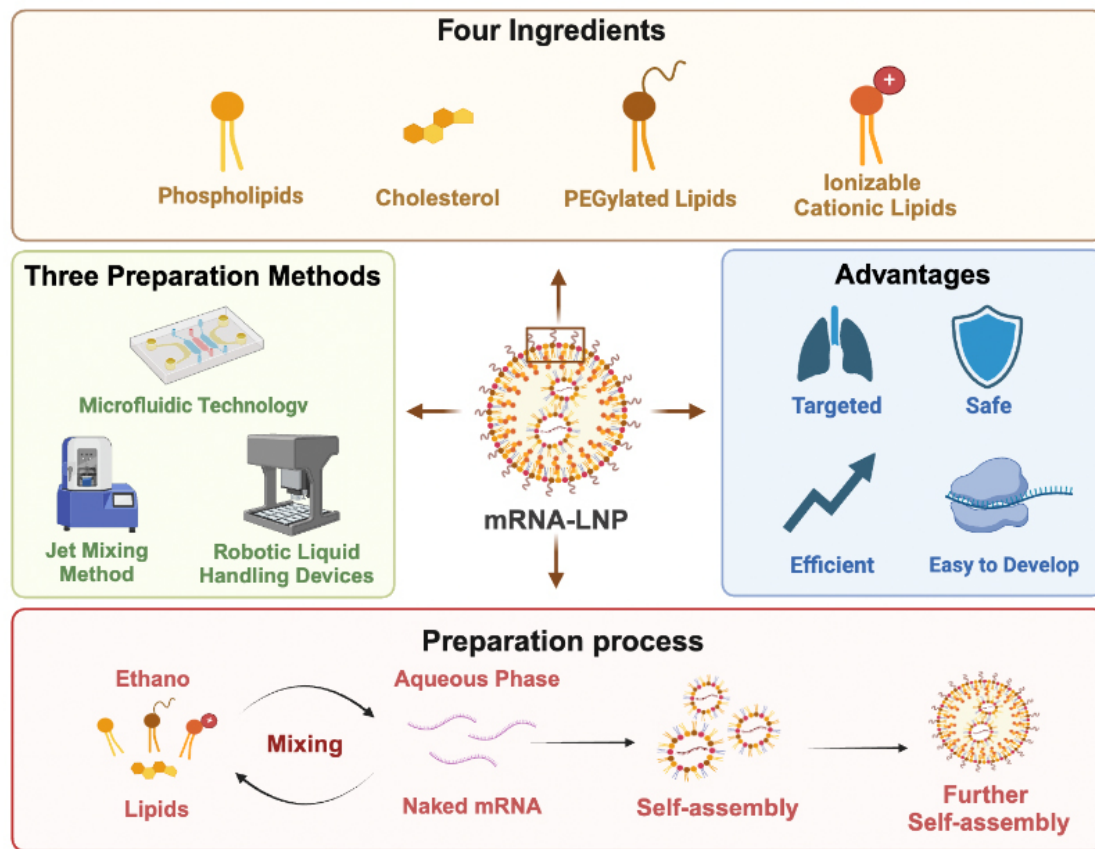 Four Ingredients
+
Phospholipids
Cholesterol
PEGylated Lipids
Ionizable
Cationic Lipids
Three Preparation Methods
Microfluidic Technologv
Jet Mixing
Method
Robotic Liquid
Handling Devices
mRNA-LNP
Advantages
Targeted
Safe
Efficient
Easy to Develop
Preparation process
Ethano
+
Lipids
Mixing
Aqueous Phase
Naked mRNA
Self-assembly
Further
Self-assembly